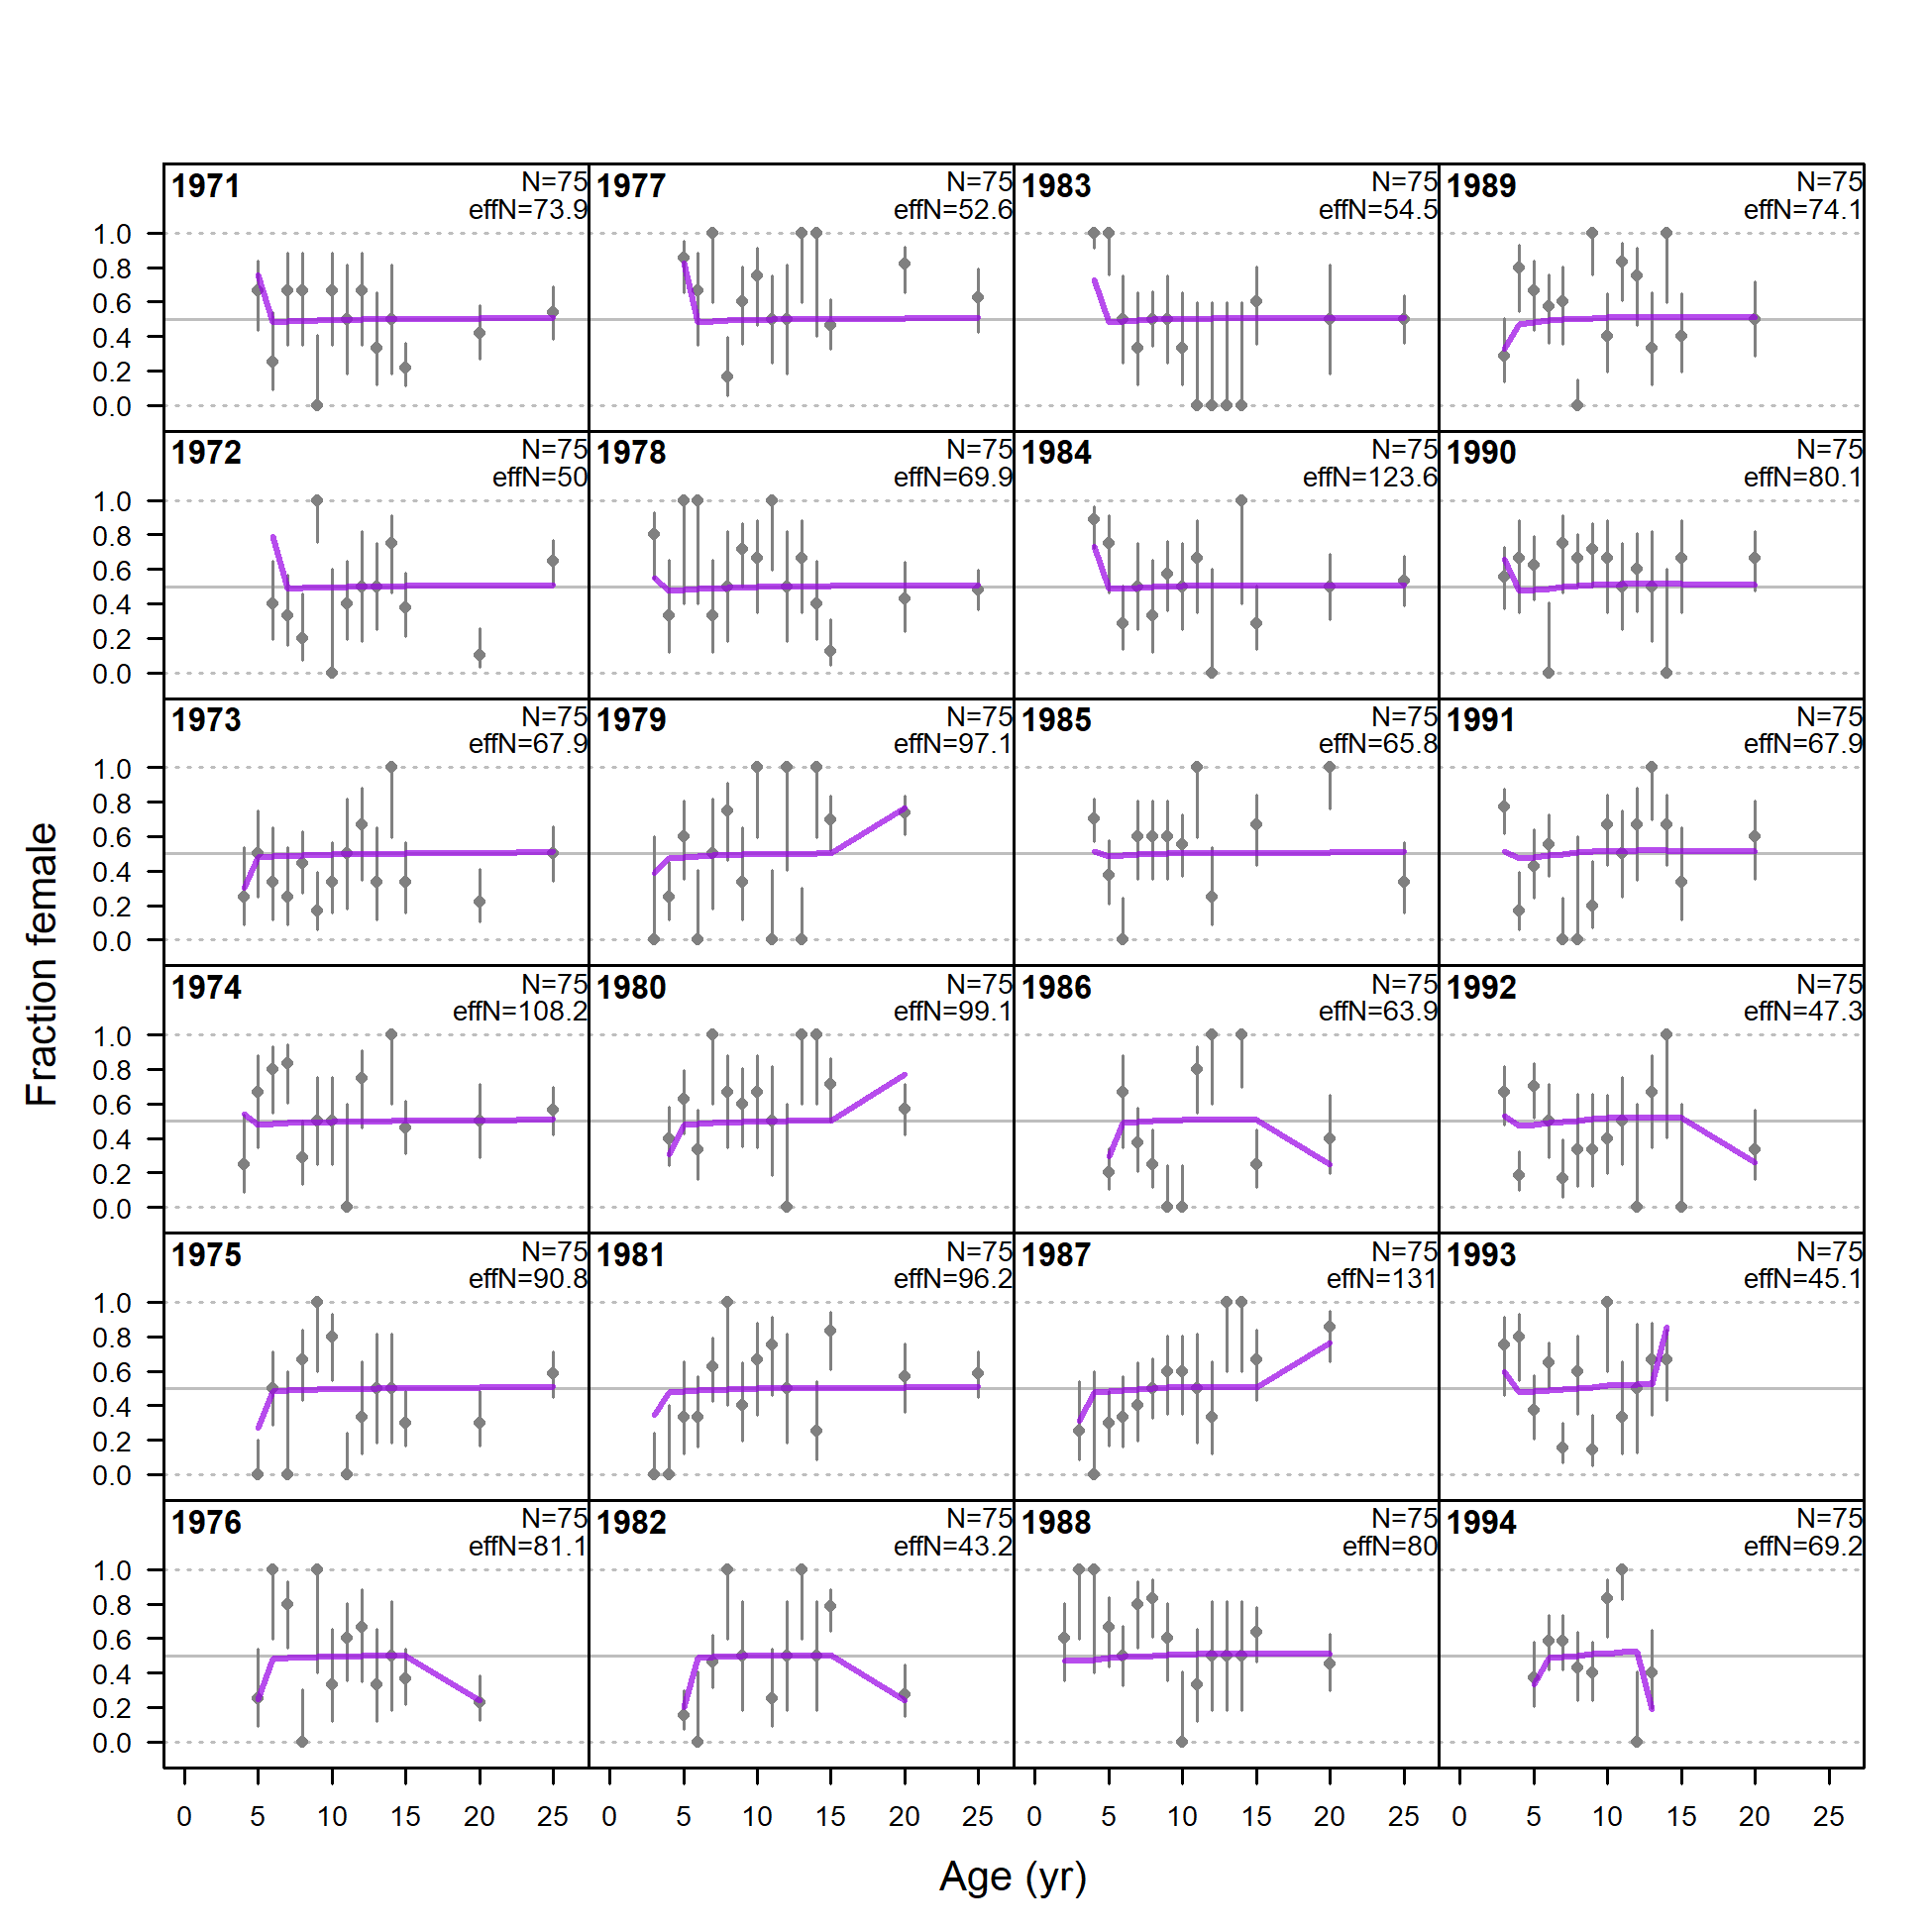 1971 N=75 1977 N=75 1983 N=75 1989 N=75
effN=73.9 effN=52.6 effN=54.5 effN=74.1
1.0
0.8
0.6
0.4
0.2
0.0
1972 N=75 1978 N=75 1984 N=75 1990 N=75
effN=50 effN=69.9 effN=123.6 effN=80.1
1.0
0.8
0.6
0.4
0.2
0.0
1973 N=75 1979 N=75 1985 N=75 1991 N=75
effN=67.9 effN=97.1 effN=65.8 effN=67.9
1.0
0.8
0.6
0.4
0.2
0.0
Fraction female
1974 N=75 1980 N=75 1986 N=75 1992 N=75
effN=108.2 effN=99.1 effN=63.9 effN=47.3
1.0
0.8
0.6
0.4
0.2
0.0
1975 N=75 1981 N=75 1987 N=75 1993 N=75
effN=90.8 effN=96.2 effN=131 effN=45.1
1.0
0.8
0.6
0.4
0.2
0.0
1976 N=75 1982 N=75 1988 N=75 1994 N=75
effN=81.1 effN=43.2 effN=80 effN=69.2
1.0
0.8
0.6
0.4
0.2
0.0
0 5 10 15 20 25 0 5 10 15 20 25 0 5 10 15 20 25 0 5 10 15 20 25
Age (yr)